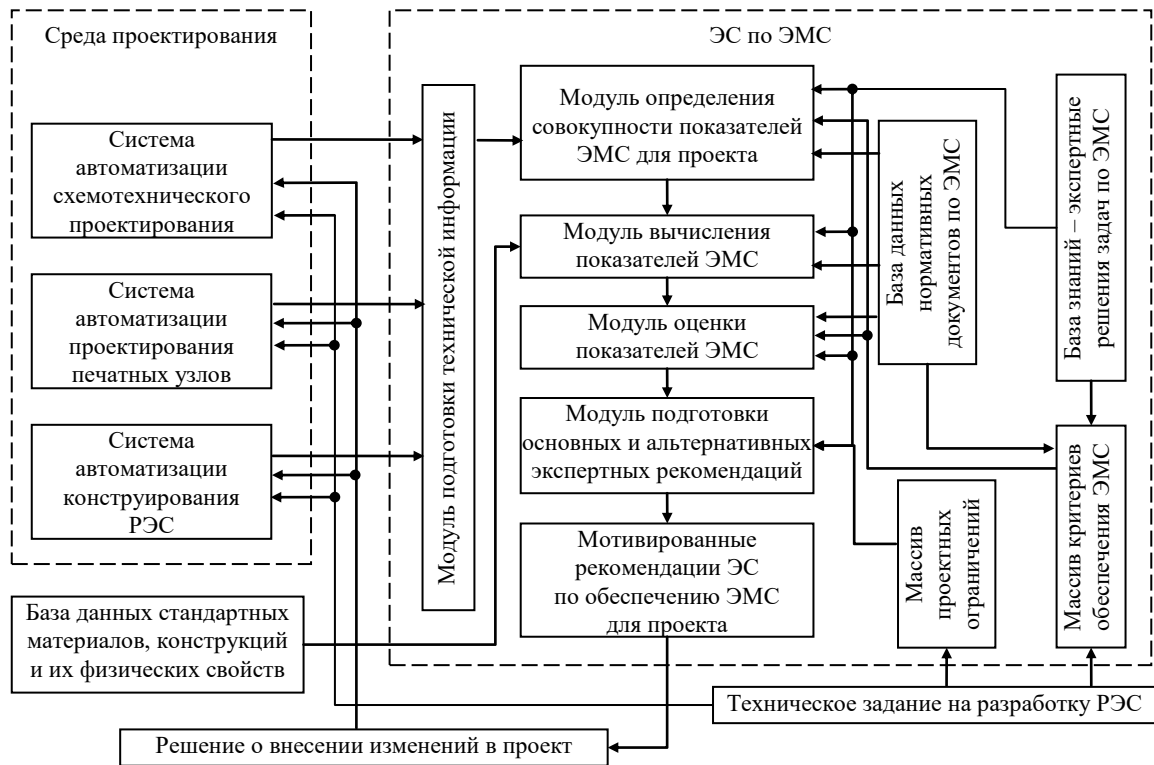 Среда проектирования
Система
автоматизации
схемотехнического
проектирования
Система
автоматизации
проектирования
печатных узлов
Система
автоматизации
конструирования
РЭС
База данных стандартных
материалов, конструкций
и их физических свойств
ЭС по ЭМС
Модуль подготовки технической информации
Модуль определения
совокупности показателей
ЭМС для проекта
Модуль вычисления
показателей ЭМС
Модуль оценки
показателей ЭМС
Модуль подготовки
основных и альтернативных
экспертных рекомендаций
Мотивированные
рекомендации ЭС
по обеспечению ЭМС
для проекта
База данных
нормативных
документов по ЭМС
База знаний – экспертные
решения задач по ЭМС
Массив
проектных
ограничений
Массив критериев
обеспечения ЭМС
Техническое задание на разработку РЭС
Решение о внесении изменений в проект